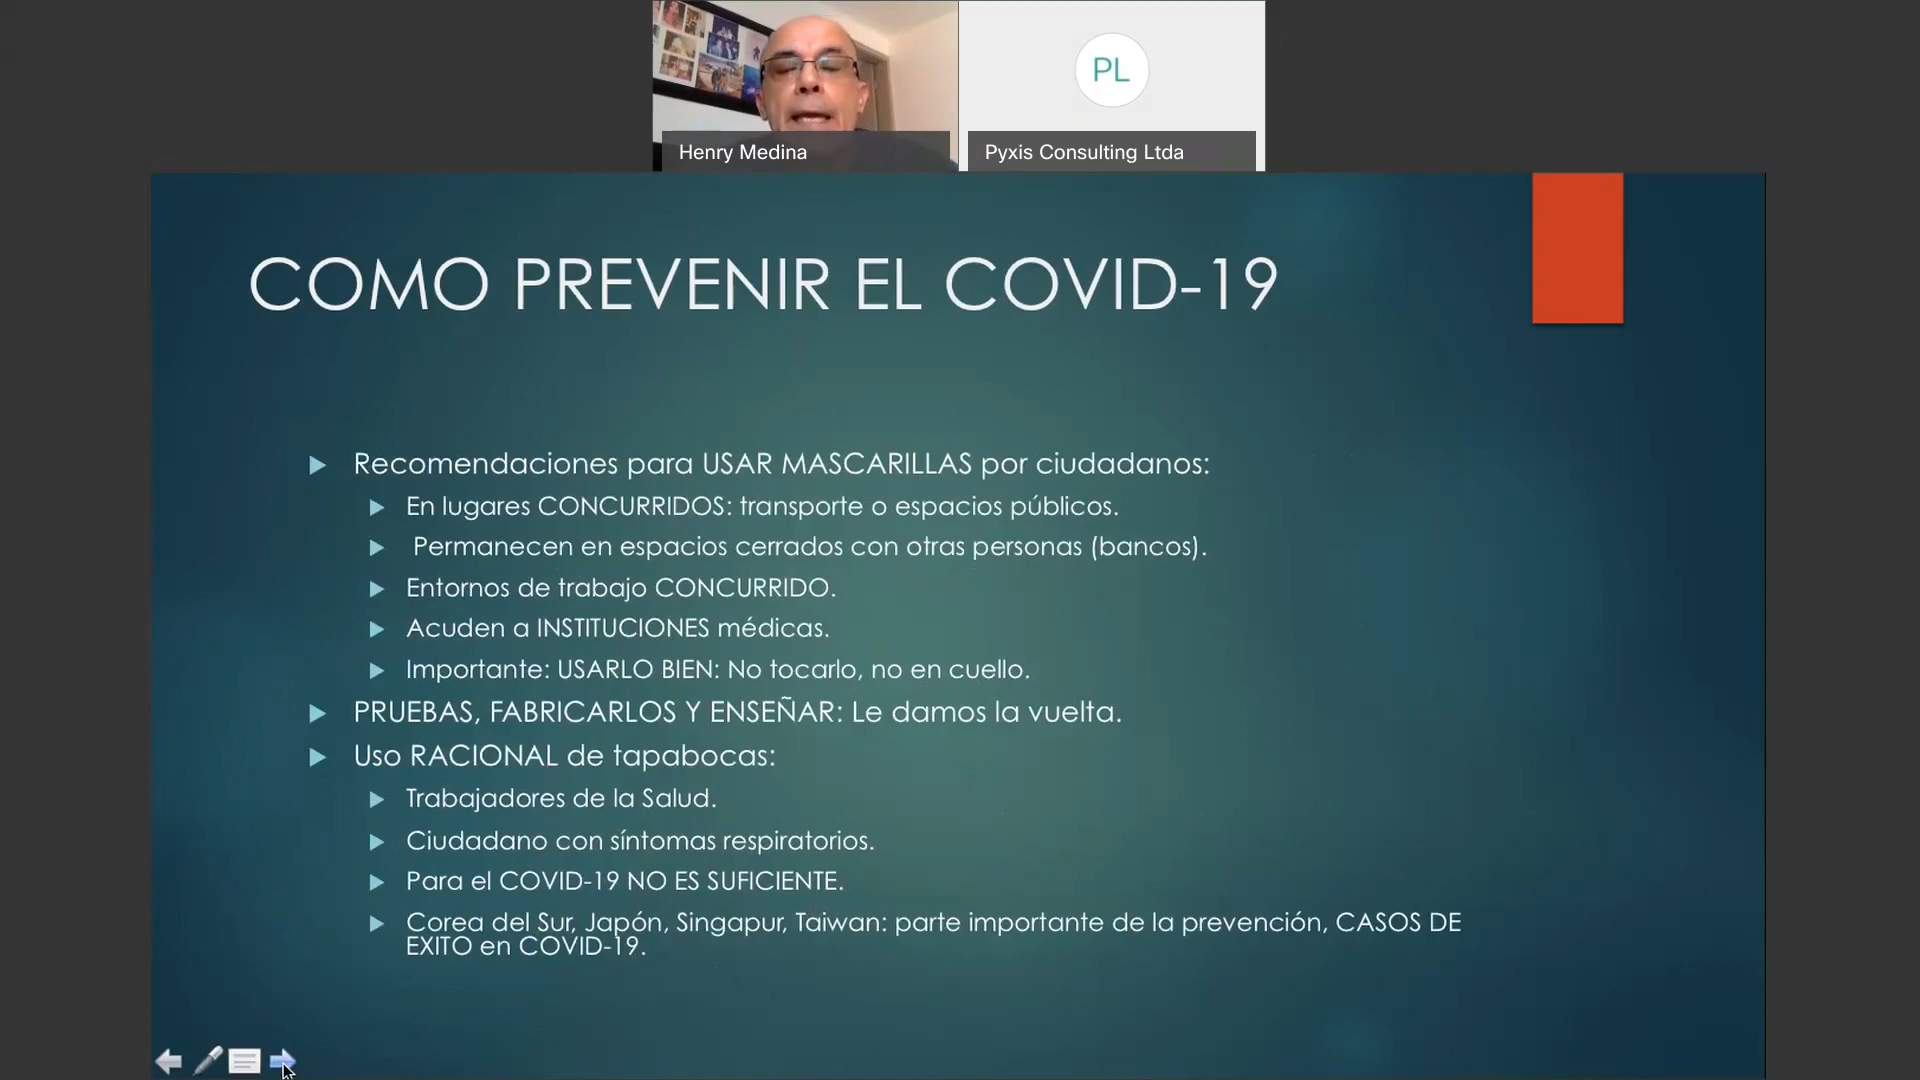 PL
Henry Medina
Pyxis Consulting Ltda
COMO PREVENIR EL COVID-19
Recomendaciones para USAR MASCARILLAS por ciudadanos:
En lugares CONCURRIDOS: transporte o espacios públicos.
Permanecen en espacios cerrados con otras personas (bancos).
Entornos de trabajo CONCURRIDO.
Acuden a INSTITUCIONES médicas.
Importante: USARLO BIEN: No tocarlo, no en cuello.
PRUEBAS, FABRICARLOS Y ENSEÑAR: Le damos la vuelta.
Uso RACIONAL de tapabocas:
Trabajadores de la Salud.
Ciudadano con síntomas respiratorios.
Para el COVID-19 NO ES SUFICIENTE.
Corea del Sur, Japón, Singapur, Taiwan: parte importante de la prevención, CASOS DE
EXITO en COVID-19.